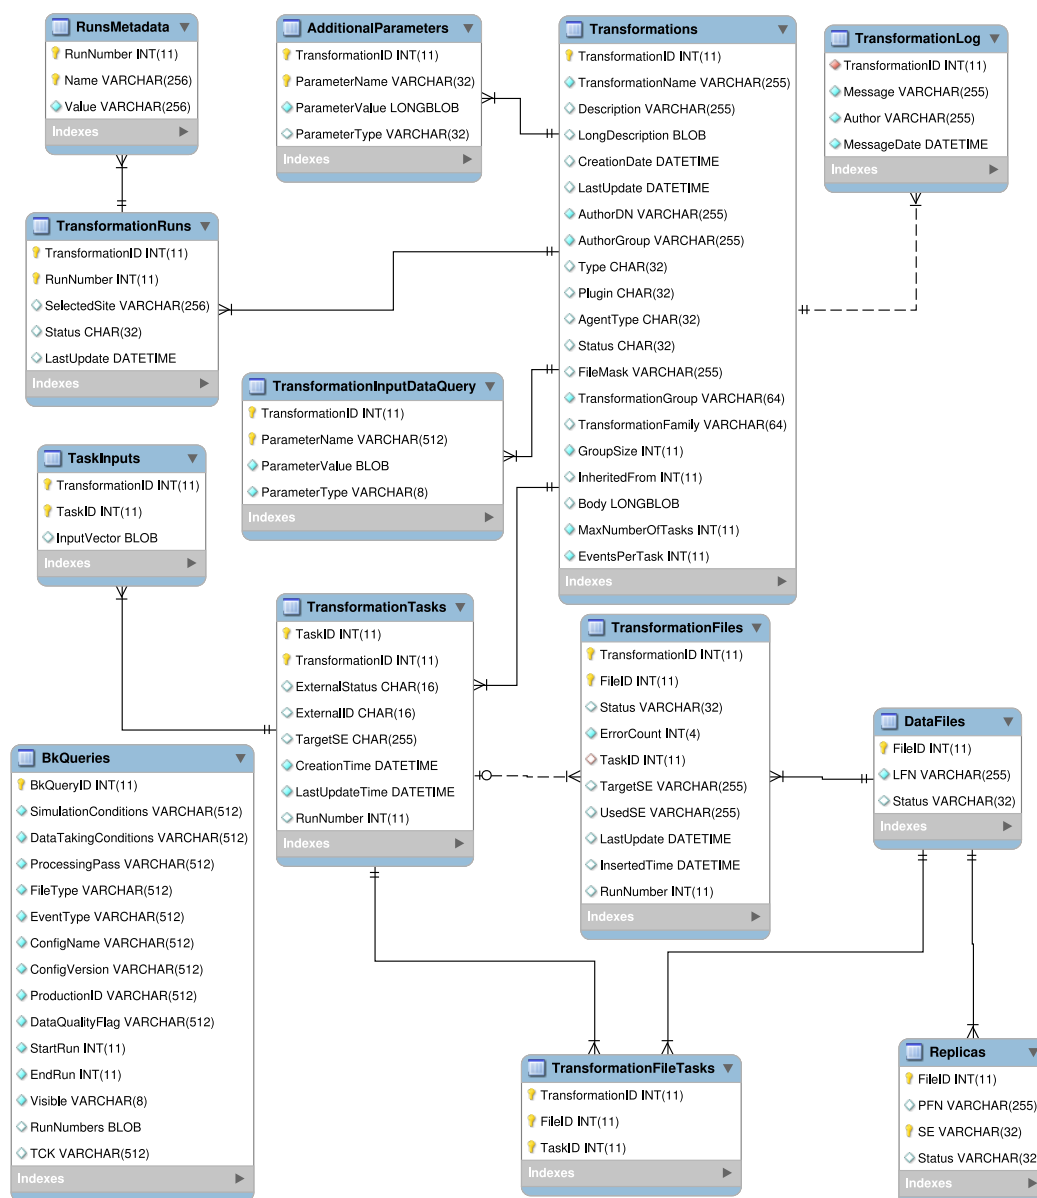 RunsMetadata
RunNumber INT(11)
Name VARCHAR(256)
Value VARCHAR(256)
Indexes
AdditionalParameters
TransformationID INT(11)
ParameterName VARCHAR(32)
ParameterValue LONGBLOB
ParameterType VARCHAR(32)
Indexes
Transformations
TransformationID INT(11)
TransformationName VARCHAR(255)
Description VARCHAR(255)
LongDescription BLOB
CreationDate DATETIME
LastUpdate DATETIME
AuthorDN VARCHAR(255)
AuthorGroup VARCHAR(255)
Type CHAR(32)
Plugin CHAR(32)
AgentType CHAR(32)
Status CHAR(32)
FileMask VARCHAR(255)
TransformationGroup VARCHAR(64)
TransformationFamily VARCHAR(64)
GroupSize INT(11)
InheritedFrom INT(11)
Body LONGBLOB
MaxNumberOfTasks INT(11)
EventsPerTask INT(11)
Indexes
TransformationLog
TransformationID INT(11)
Message VARCHAR(255)
Author VARCHAR(255)
MessageDate DATETIME
Indexes
TransformationRuns
TransformationID INT(11)
RunNumber INT(11)
SelectedSite VARCHAR(256)
Status CHAR(32)
LastUpdate DATETIME
Indexes
TransformationInputDataQuery
TransformationID INT(11)
ParameterName VARCHAR(512)
ParameterValue BLOB
ParameterType VARCHAR(8)
Indexes
TaskInputs
TransformationID INT(11)
TaskID INT(11)
InputVector BLOB
Indexes
TransformationTasks
TaskID INT(11)
TransformationID INT(11)
ExternalStatus CHAR(16)
ExternalID CHAR(16)
TargetSE CHAR(255)
CreationTime DATETIME
LastUpdateTime DATETIME
RunNumber INT(11)
Indexes
TransformationFiles
TransformationID INT(11)
FileID INT(11)
Status VARCHAR(32)
ErrorCount INT(4)
TaskID INT(11)
TargetSE VARCHAR(255)
UsedSE VARCHAR(255)
LastUpdate DATETIME
InsertedTime DATETIME
RunNumber INT(11)
Indexes
DataFiles
FileID INT(11)
LFN VARCHAR(255)
Status VARCHAR(32)
Indexes
BkQueries
BkQueryID INT(11)
SimulationConditions VARCHAR(512)
DataTakingConditions VARCHAR(512)
ProcessingPass VARCHAR(512)
FileType VARCHAR(512)
EventType VARCHAR(512)
ConfigName VARCHAR(512)
ConfigVersion VARCHAR(512)
ProductionID VARCHAR(512)
DataQualityFlag VARCHAR(512)
StartRun INT(11)
EndRun INT(11)
Visible VARCHAR(8)
RunNumbers BLOB
TCK VARCHAR(512)
Indexes
TransformationFileTasks
TransformationID INT(11)
FileID INT(11)
TaskID INT(11)
Indexes
Replicas
FileID INT(11)
PFN VARCHAR(255)
SE VARCHAR(32)
Status VARCHAR(32
Indexes